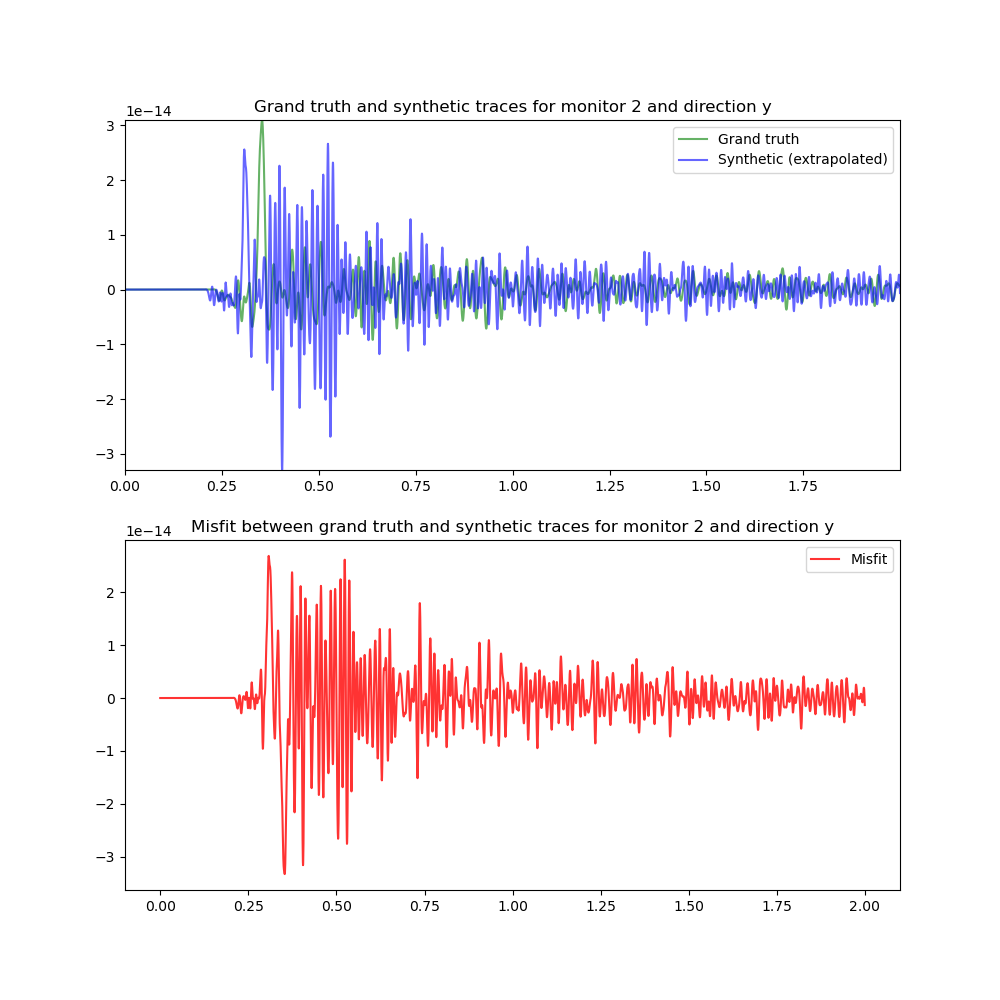 Grand truth and synthetic traces for monitor 2 and direction y
1e−14
Grand truth
Synthetic (extrapolated)
3
2
1
0
−1
−2
−3
0.00 0.25 0.50 0.75 1.00 1.25 1.50 1.75
Misfit between grand truth and synthetic traces for monitor 2 and direction y
1e−14
Misfit
2
1
0
−1
−2
−3
0.00 0.25 0.50 0.75 1.00 1.25 1.50 1.75 2.00